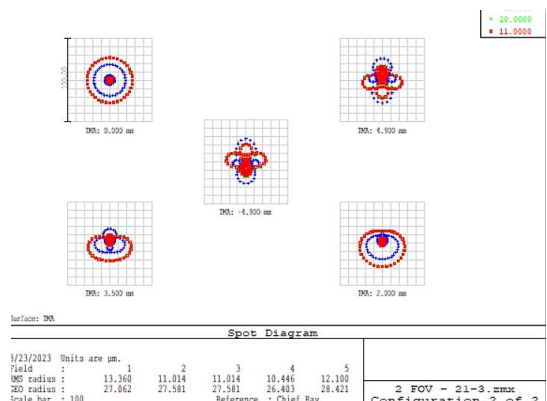 × 10.0000
■ 11.0000
100.00
IMA: 0.000 mm
IMA: 4.900 mm
IMA: -4.900 mm
IMA: 3.500 mm
IMA: 2.000 mm
Surface: IMA
Spot Diagram
3/23/2023 Units are µm.
Field : 1 2 3 4 5
RMS radius : 13.360 11.014 11.014 10.446 12.100
GEO radius : 27.062 27.581 27.581 26.403 28.421
Scale bar : 100 Reference : Chief Ray
2 FOV - 21-3.zmx
Configuration 2 of 2